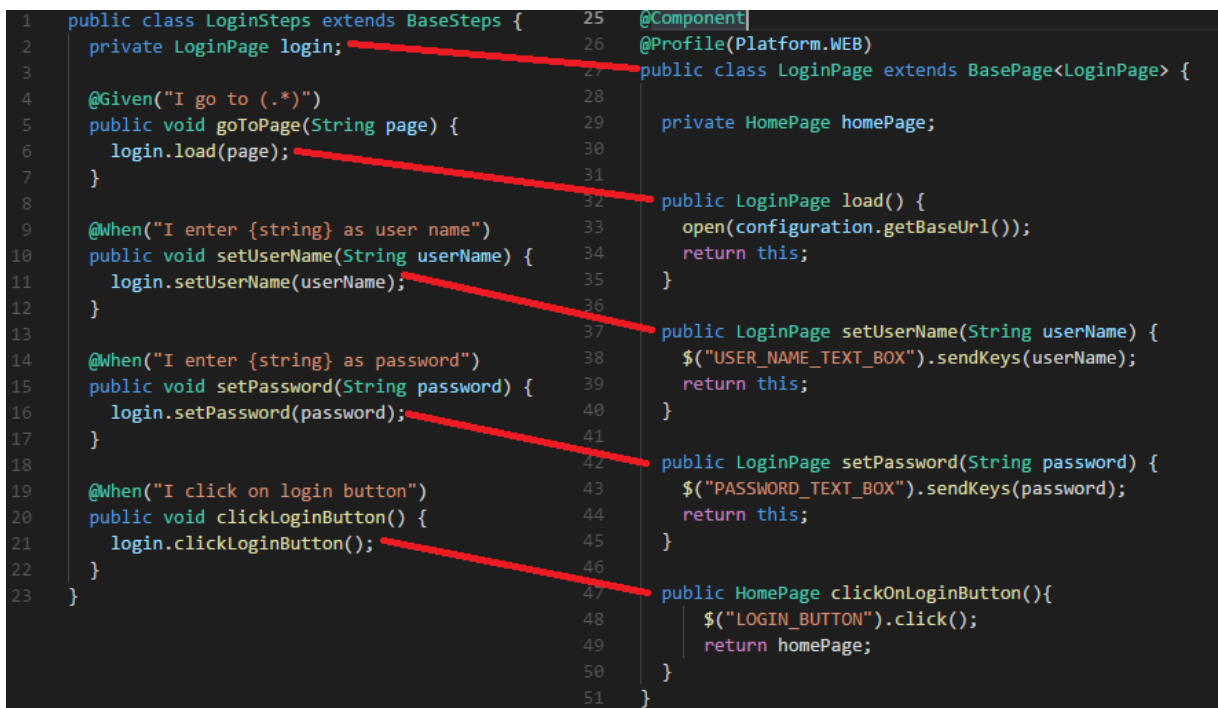 1 public class LoginSteps extends BaseSteps {
2 private LoginPage login;
3
4 @Given("I go to (.*)")
5 public void goToPage(String page) {
6 login.load(page);
7 }
8
9 @When("I enter {string} as user name")
10 public void setUserName(String userName) {
11 login.setUserName(userName);
12 }
13
14 @When("I enter {string} as password")
15 public void setPassword(String password) {
16 login.setPassword(password);
17 }
18
19 @When("I click on login button")
20 public void clickLoginButton() {
21 login.clickLoginButton();
22 }
23 }
25 @Component
26 @Profile(Platform.WEB)
27 public class LoginPage extends BasePage<LoginPage> {
28
29 private HomePage homePage;
30
31
32 public LoginPage load() {
33 open(configuration.getBaseUrl());
34 return this;
35 }
36
37 public LoginPage setUserName(String userName) {
38 $("USER_NAME_TEXT_BOX").sendKeys(userName);
39 return this;
40 }
41
42 public LoginPage setPassword(String password) {
43 $("PASSWORD_TEXT_BOX").sendKeys(password);
44 return this;
45 }
46
47 public HomePage clickOnLoginButton(){
48 $("LOGIN_BUTTON").click();
49 return homePage;
50 }
51 }